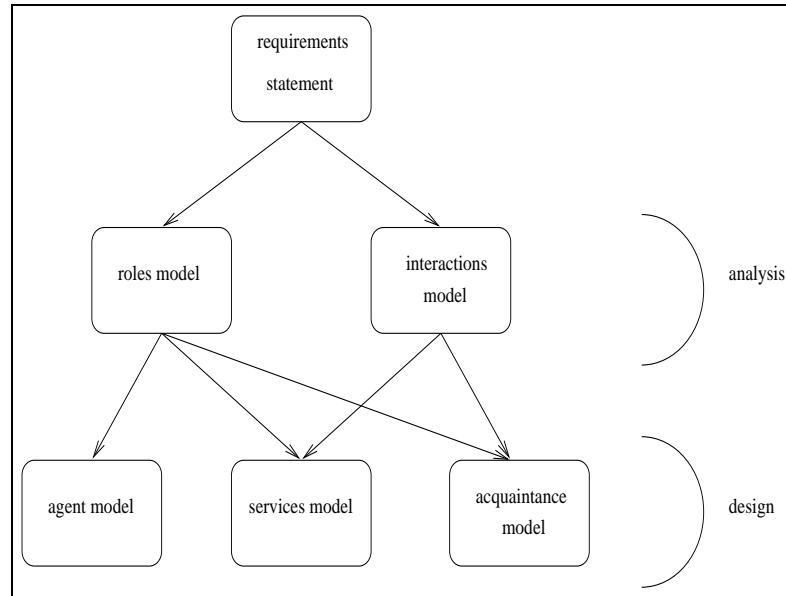 requirements
statement
roles model
interactions
model
analysis
agent model
services model
acquaintance
model
design